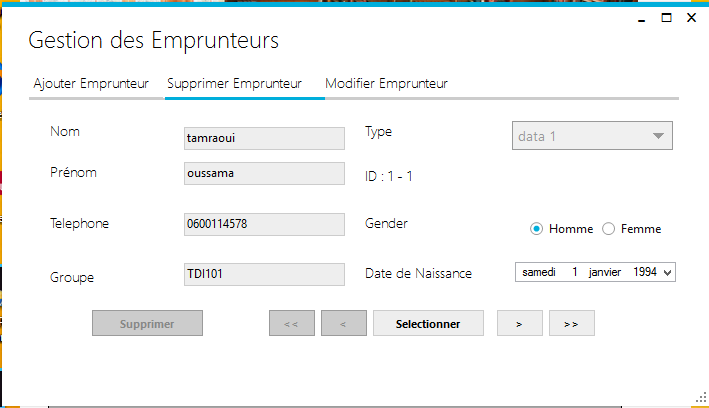 Gestion des Emprunteurs
Ajouter Emprunteur Supprimer Emprunteur Modifier Emprunteur
Nom tamraoui Type data 1
Prénom oussama ID : 1 - 1
Telephone 0600114578 Gender Homme Femme
Groupe TDI101 Date de Naissance samedi 1 janvier 1994
Supprimer << < Selectionner > >>